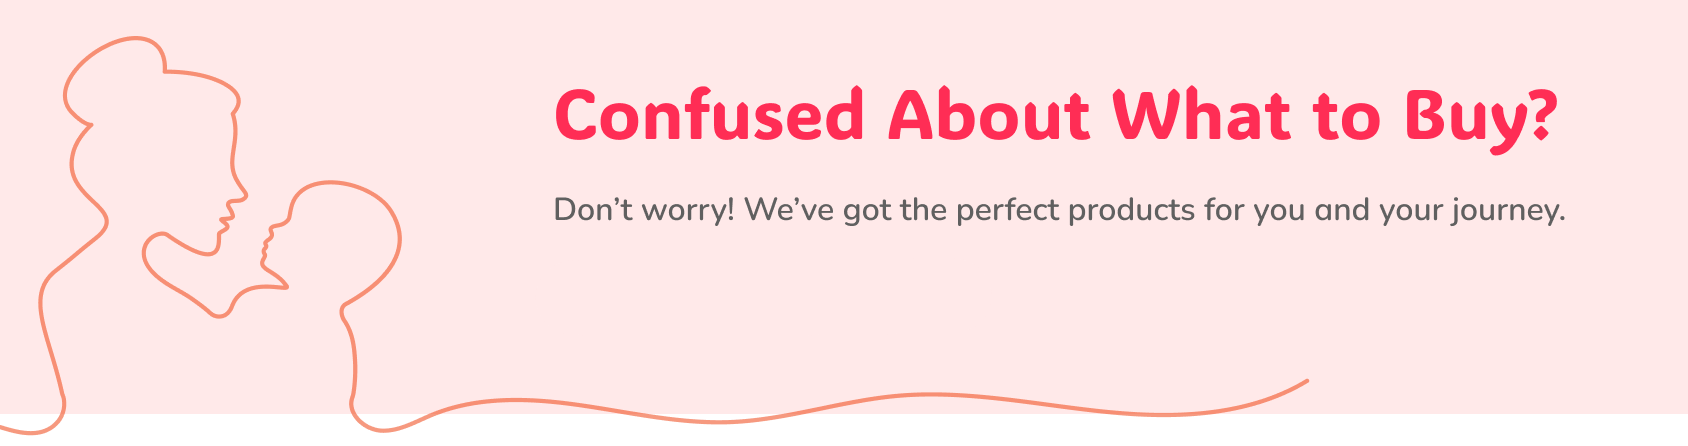 Confused About What to Buy?
Don’t worry! We’ve got the perfect products for you and your journey.